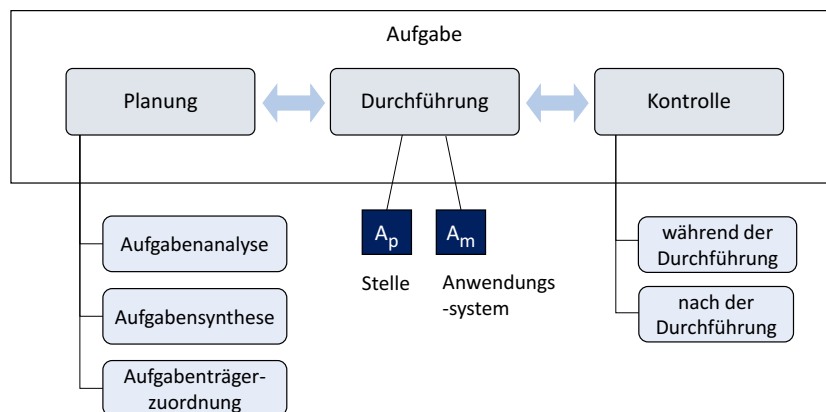 Aufgabe
Planung
Durchführung
Kontrolle
Aufgabenanalyse
Aufgabensynthese
Aufgabenträger-
zuordnung
Ap
Stelle
Am
Anwendungs
-system
während der
Durchführung
nach der
Durchführung